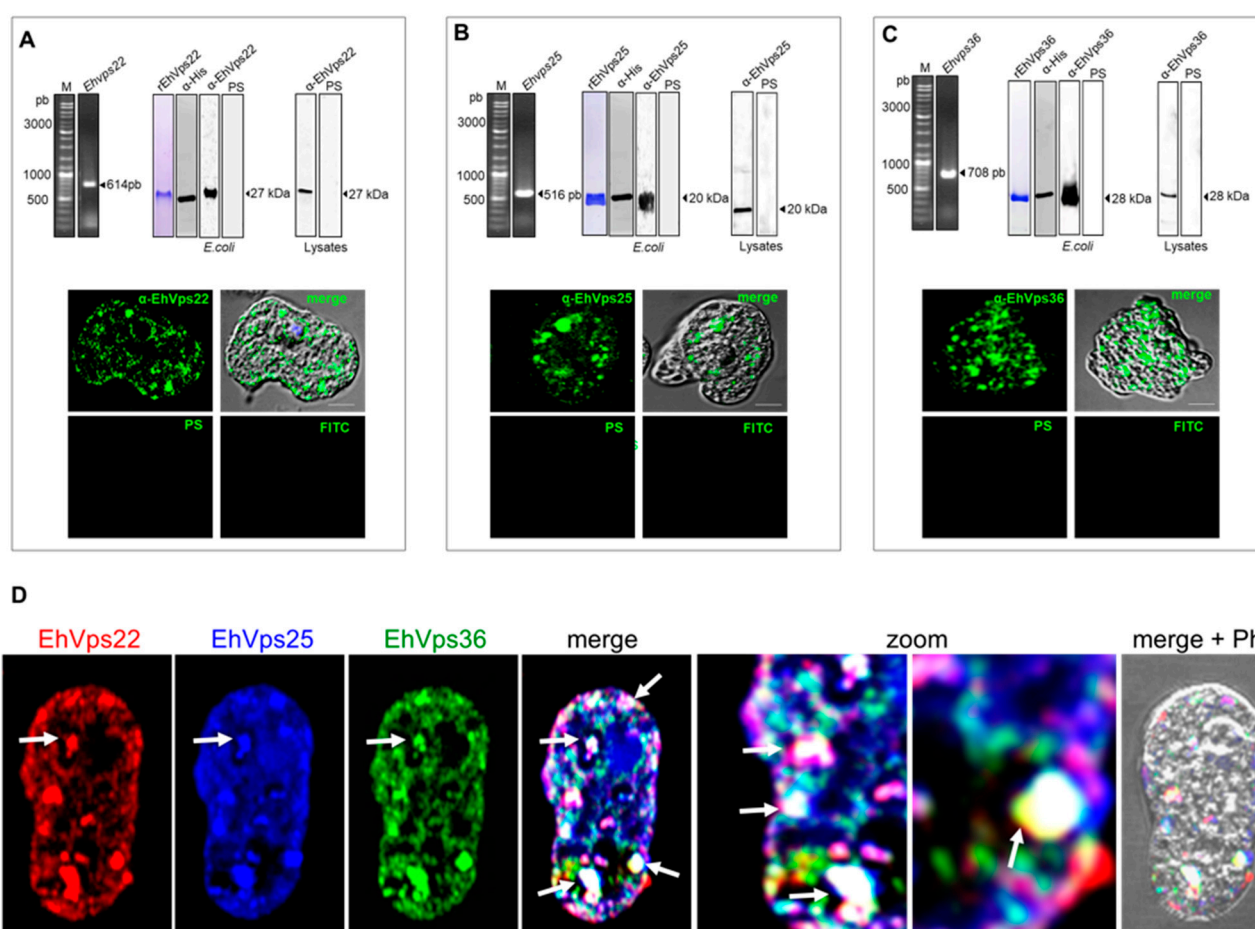 A
M
Ehvps22
rEhVps22
α-His
α-EhVps22
PS
α-EhVps22
PS
pb
3000
1000
500
614pb
27 kDa
27 kDa
E.coli
Lysates
α-EhVps22
merge
PS
FITC
B
M
Ehvps25
rEhVps25
α-His
α-EhVps25
PS
α-EhVps25
PS
pb
3000
1000
500
516 pb
20 kDa
20 kDa
E.coli
Lysates
α-EhVps25
merge
PS
FITC
C
M
Ehvps36
rEhVps36
α-His
α-EhVps36
PS
α-EhVps36
PS
pb
3000
1000
500
708 pb
28 kDa
28 kDa
E.coli
Lysates
α-EhVps36
merge
PS
FITC
D
EhVps22 EhVps25 EhVps36 merge zoom merge + Ph